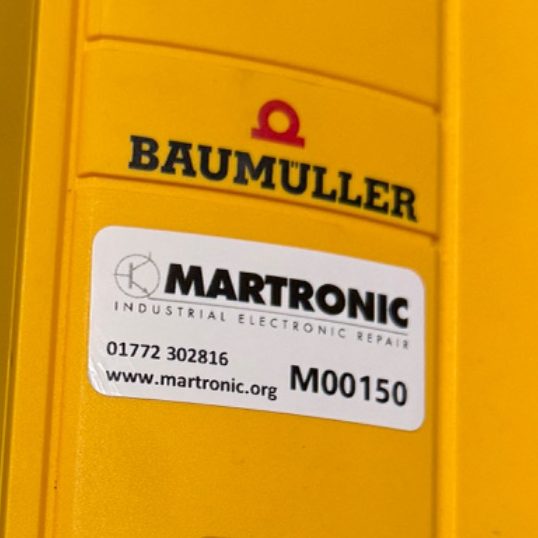 BAUMÜLLER
MARTRONIC
INDUSTRIAL ELECTRONIC REPAIR
01772 302816
www.martronic.org M00150